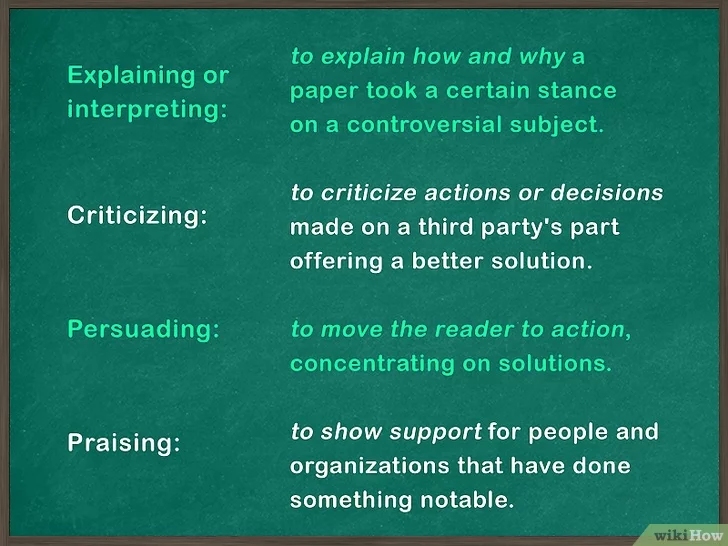 Explaining or
interpreting:
to explain how and why a
paper took a certain stance
on a controversial subject.
Criticizing:
to criticize actions or decisions
made on a third party's part
offering a better solution.
Persuading:
to move the reader to action,
concentrating on solutions.
Praising:
to show support for people and
organizations that have done
something notable.
wikiHow